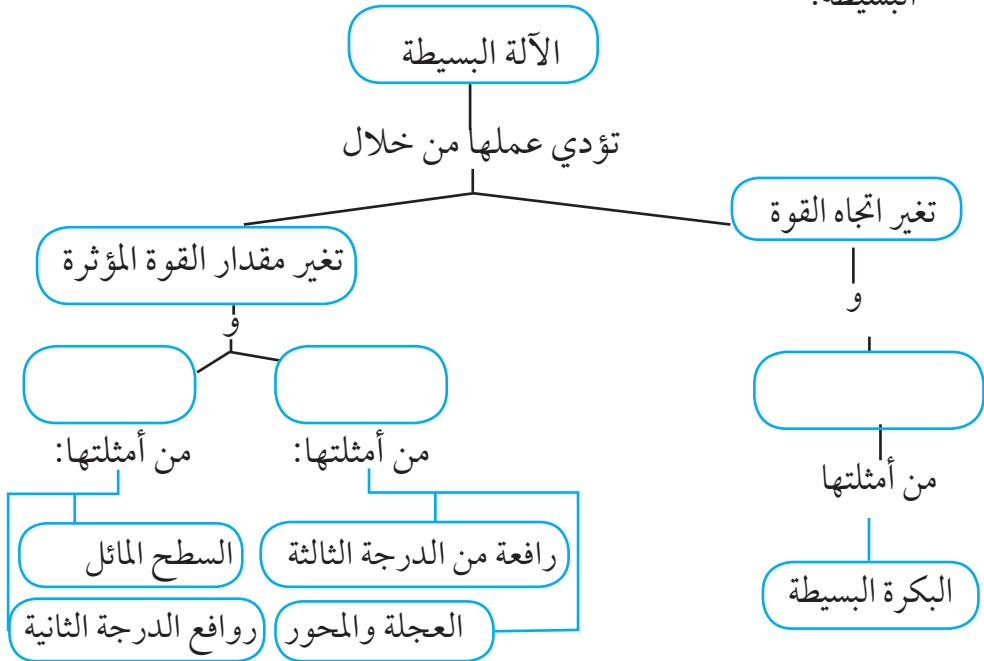 البسيطة:
الآلة البسيطة
تؤدي عملها من خلال
تغير اتجاه القوة
تغير مقدار القوة المؤثرة
و
و
من أمثلتها
من أمثلتها:
من أمثلتها:
البكرة البسيطة
رافعة من الدرجة الثالثة
السطح المائل
العجلة والمحور
روافع الدرجة الثانية